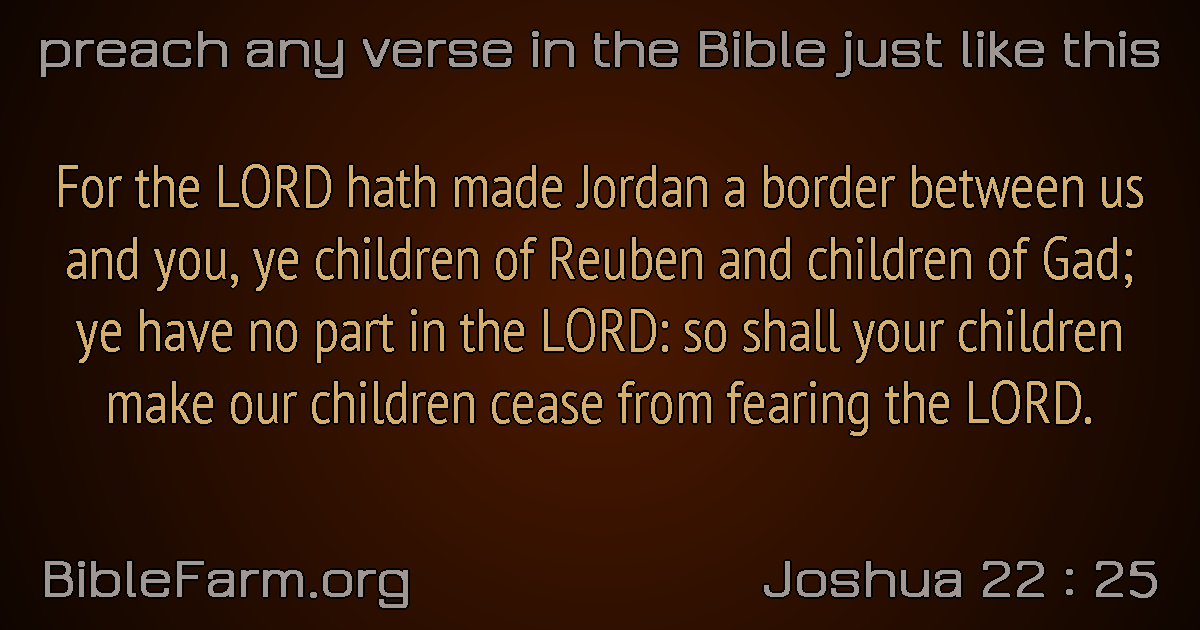 preach any verse in the Bible just like this
For the LORD hath made Jordan a border between us
and you, ye children of Reuben and children of Gad;
ye have no part in the LORD: so shall your children
make our children cease from fearing the LORD.
BibleFarm.org
Joshua 22 : 25